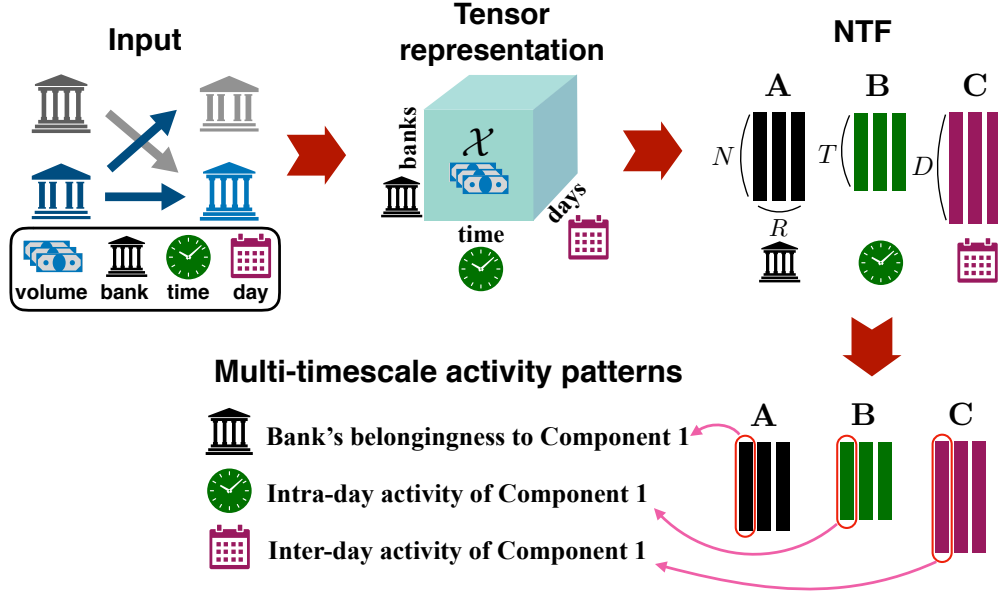 Input
Tensor
representation
NTF
volume bank time day
banks
𝒳
days
time
A B C
N T D
R
Multi-timescale activity patterns
Bank's belongingness to Component 1
Intra-day activity of Component 1
Inter-day activity of Component 1
A B C